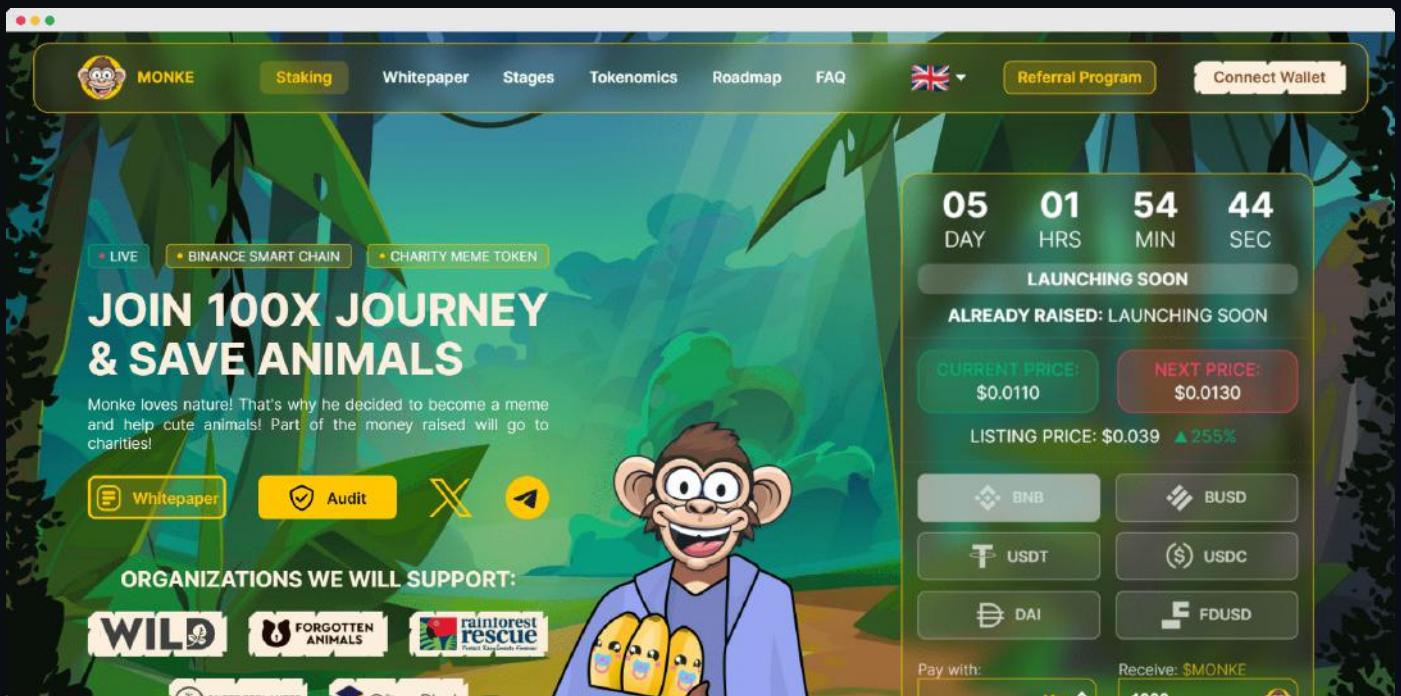 MONKE
Staking
Whitepaper
Stages
Tokenomics
Roadmap
FAQ
Referral Program
Connect Wallet
LIVE
BINANCE SMART CHAIN
CHARITY MEME TOKEN
JOIN 100X JOURNEY
& SAVE ANIMALS
Monke loves nature! That's why he decided to become a meme
and help cute animals! Part of the money raised will go to
charities!
Whitepaper
Audit
ORGANIZATIONS WE WILL SUPPORT:
WILD
FORGOTTEN
ANIMALS
rainforest
rescue
05 01 54 44
DAY HRS MIN SEC
LAUNCHING SOON
ALREADY RAISED: LAUNCHING SOON
CURRENT PRICE:
$0.0110
NEXT PRICE:
$0.0130
LISTING PRICE: $0.039 ▲255%
BNB
BUSD
USDT
USDC
DAI
FDUSD
Pay with:
Receive: $MONKE